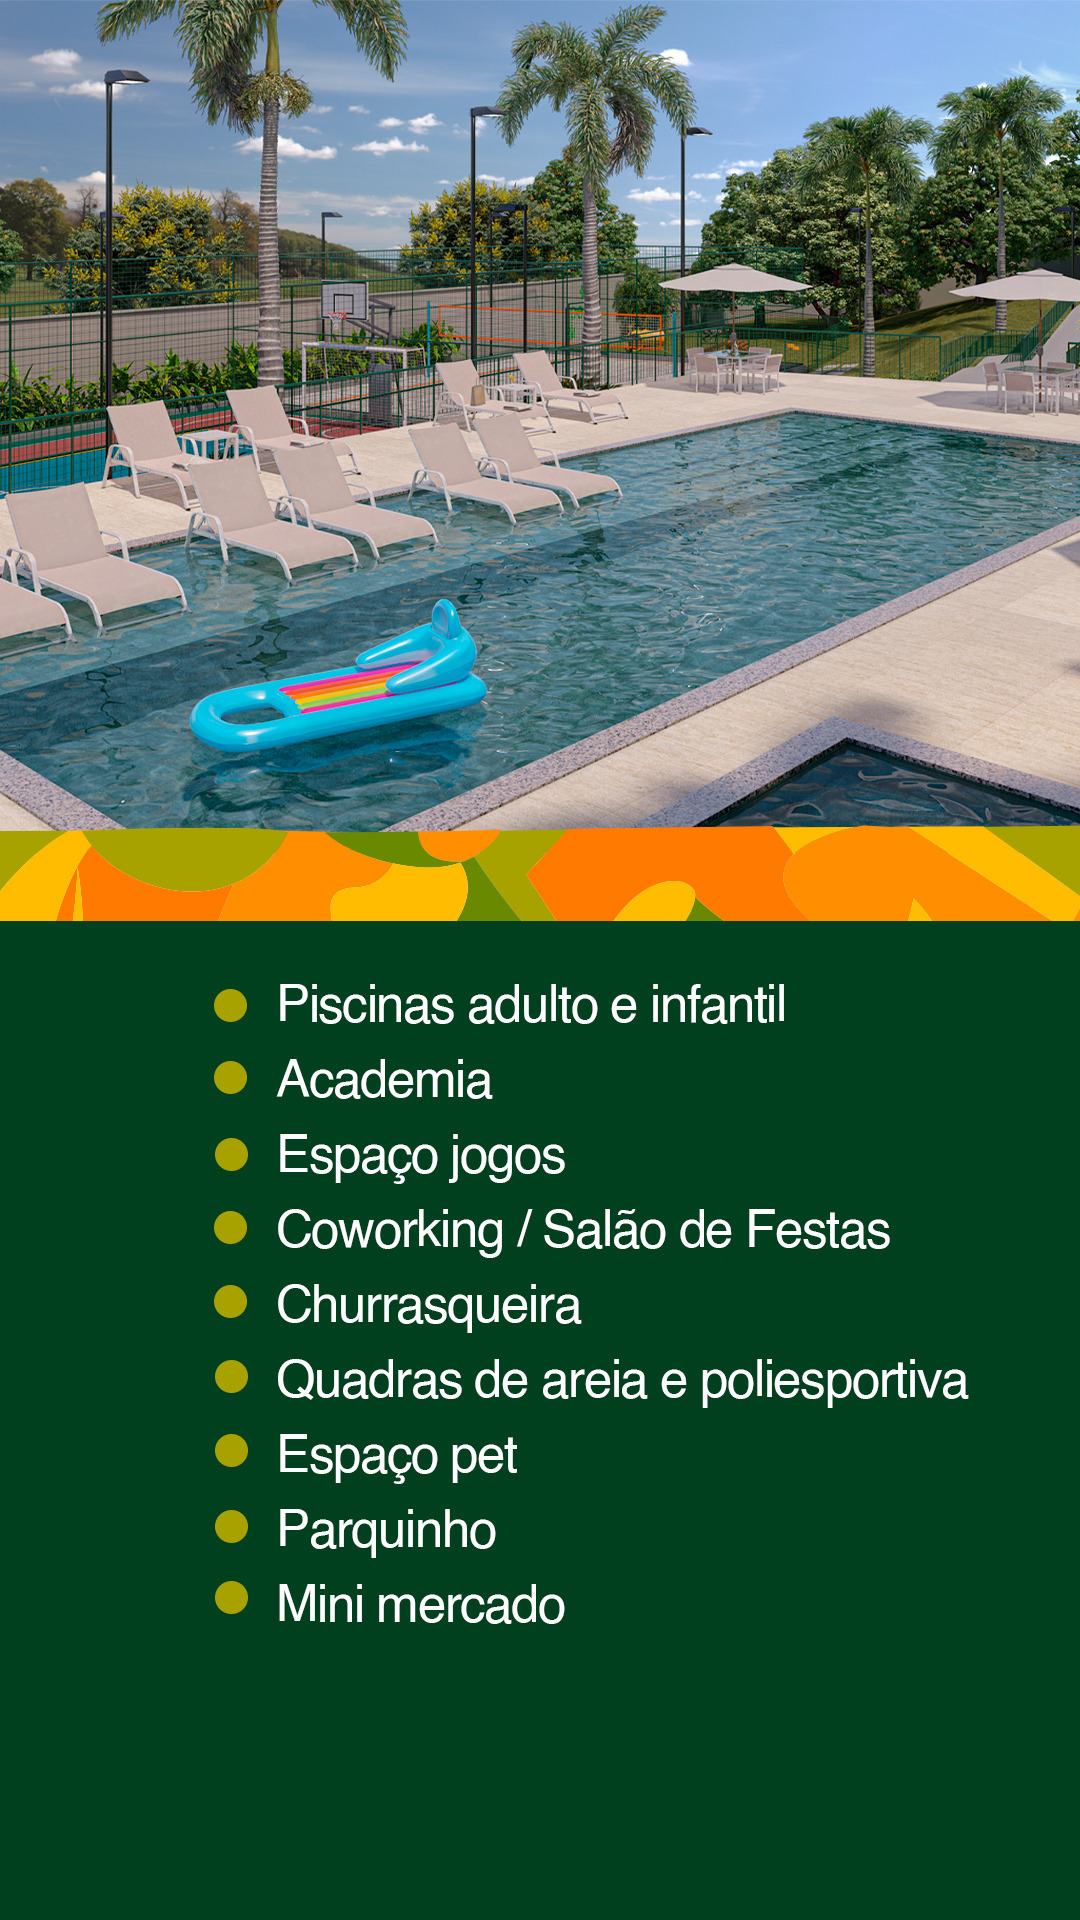 Piscinas adulto e infantil
Academia
Espaço jogos
Coworking / Salão de Festas
Churrasqueira
Quadras de areia e poliesportiva
Espaço pet
Parquinho
Mini mercado